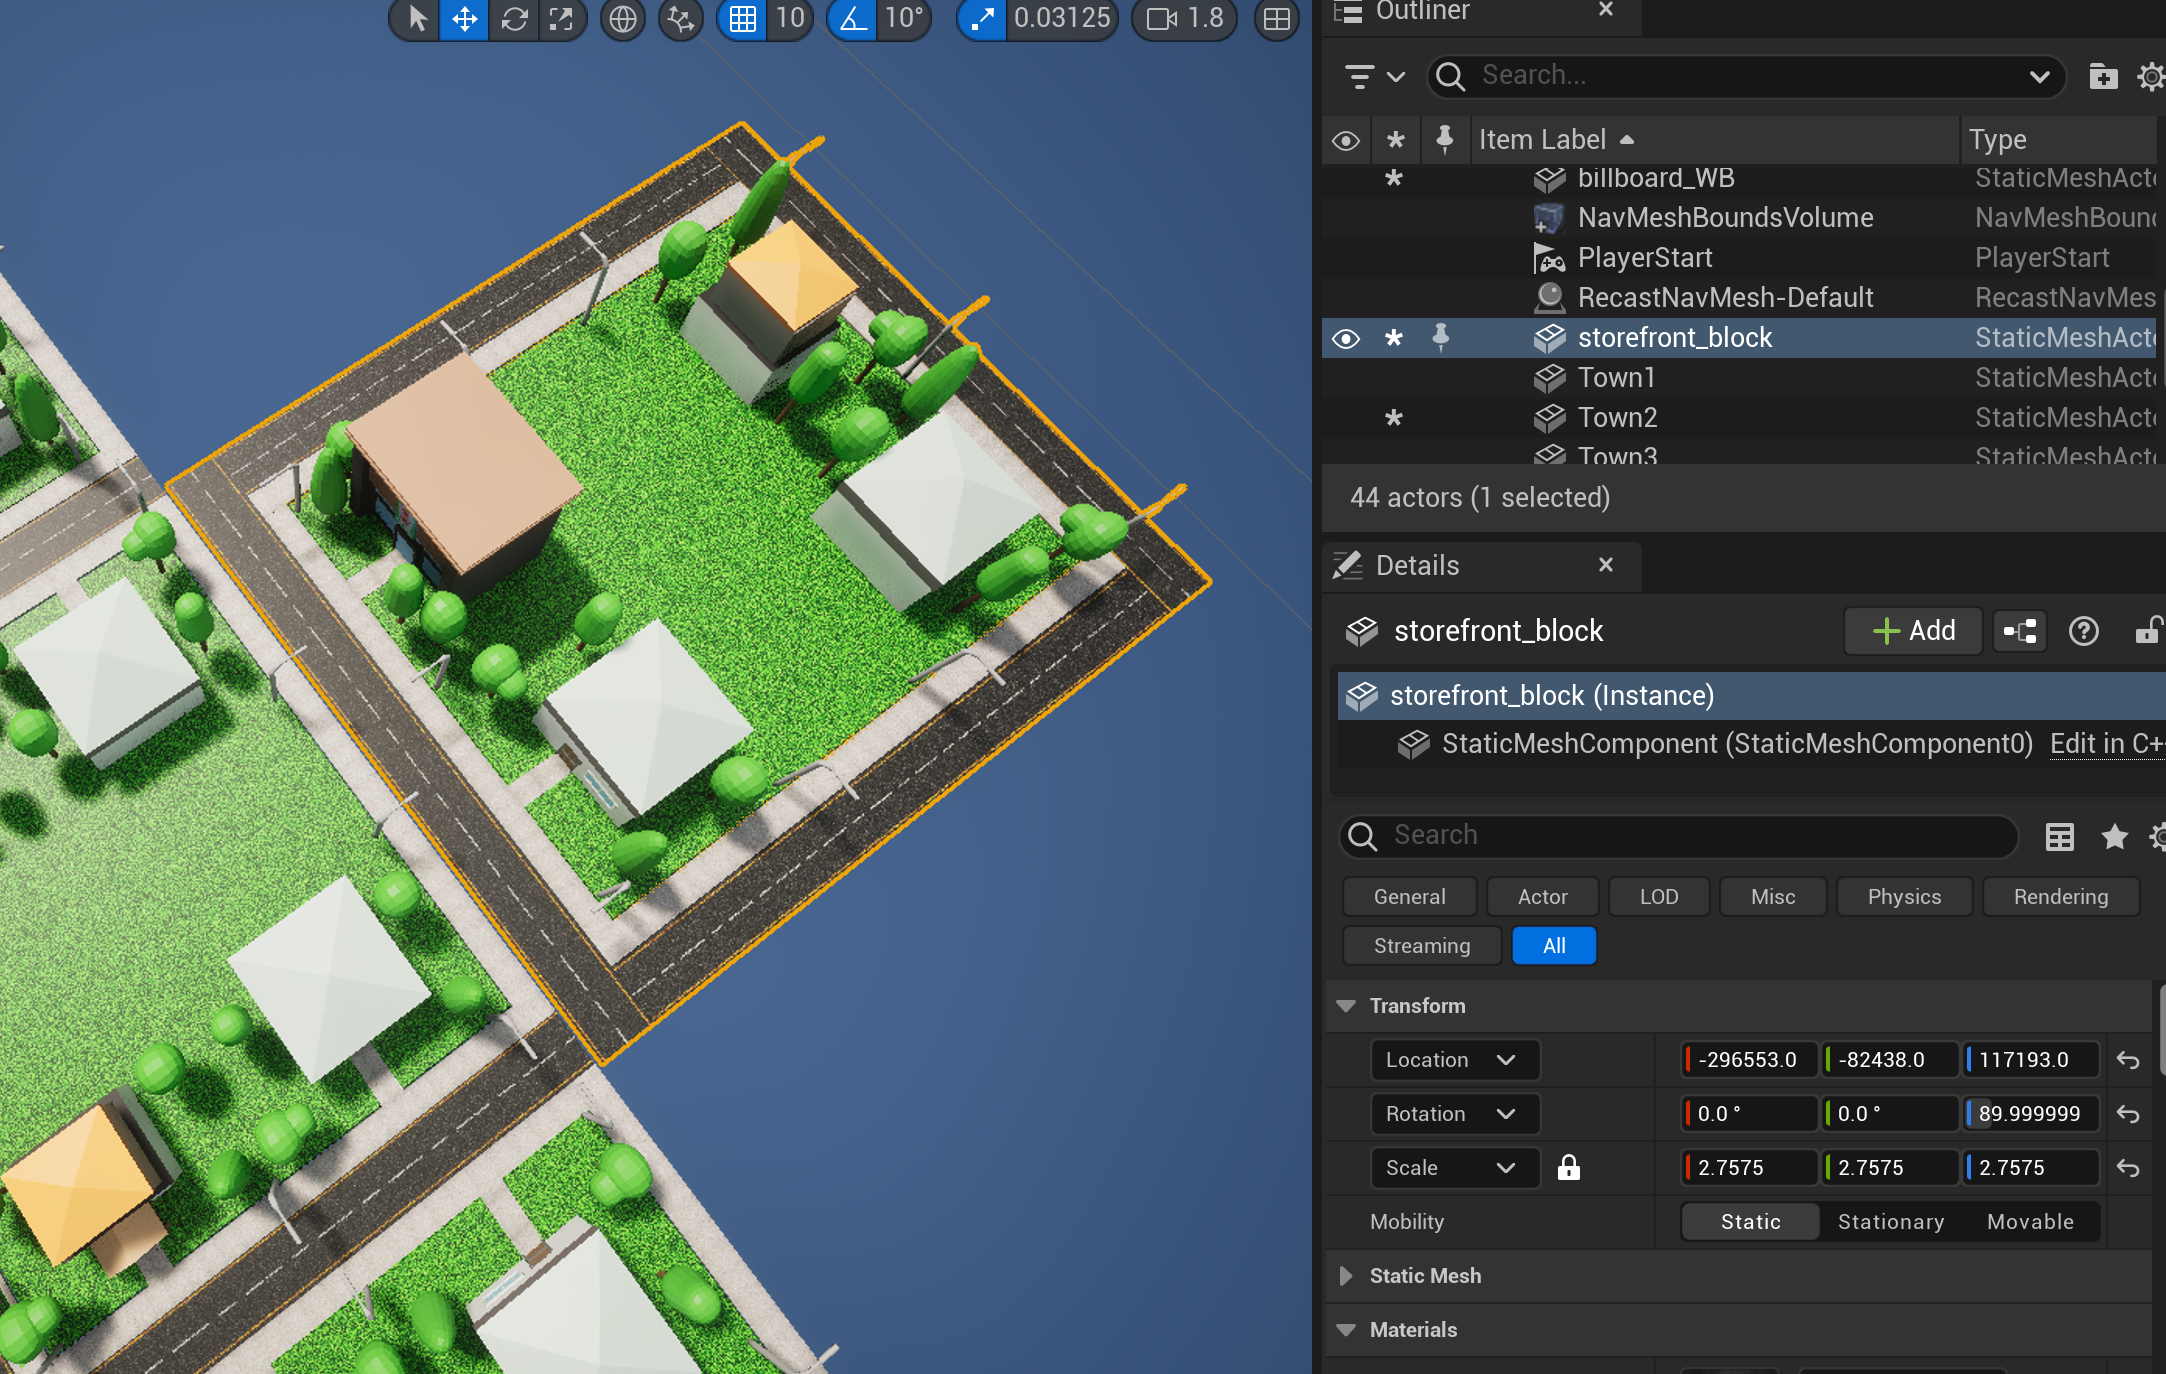 10
10°
0.03125
1.8
Outliner
Search...
Item Label
Type
billboard_WB
StaticMeshActo
NavMeshBoundsVolume
NavMeshBound
PlayerStart
PlayerStart
RecastNavMesh-Default
RecastNavMes
storefront_block
StaticMeshActo
Town1
StaticMeshActo
Town2
StaticMeshActo
Town3
StaticMeshActo
44 actors (1 selected)
Details
storefront_block
Add
storefront_block (Instance)
StaticMeshComponent (StaticMeshComponent0)
Edit in C+
Search
General
Actor
LOD
Misc
Physics
Rendering
Streaming
All
Transform
Location
-296553.0
-82438.0
117193.0
Rotation
0.0 °
0.0 °
89.999999
Scale
2.7575
2.7575
2.7575
Mobility
Static
Stationary
Movable
Static Mesh
Materials